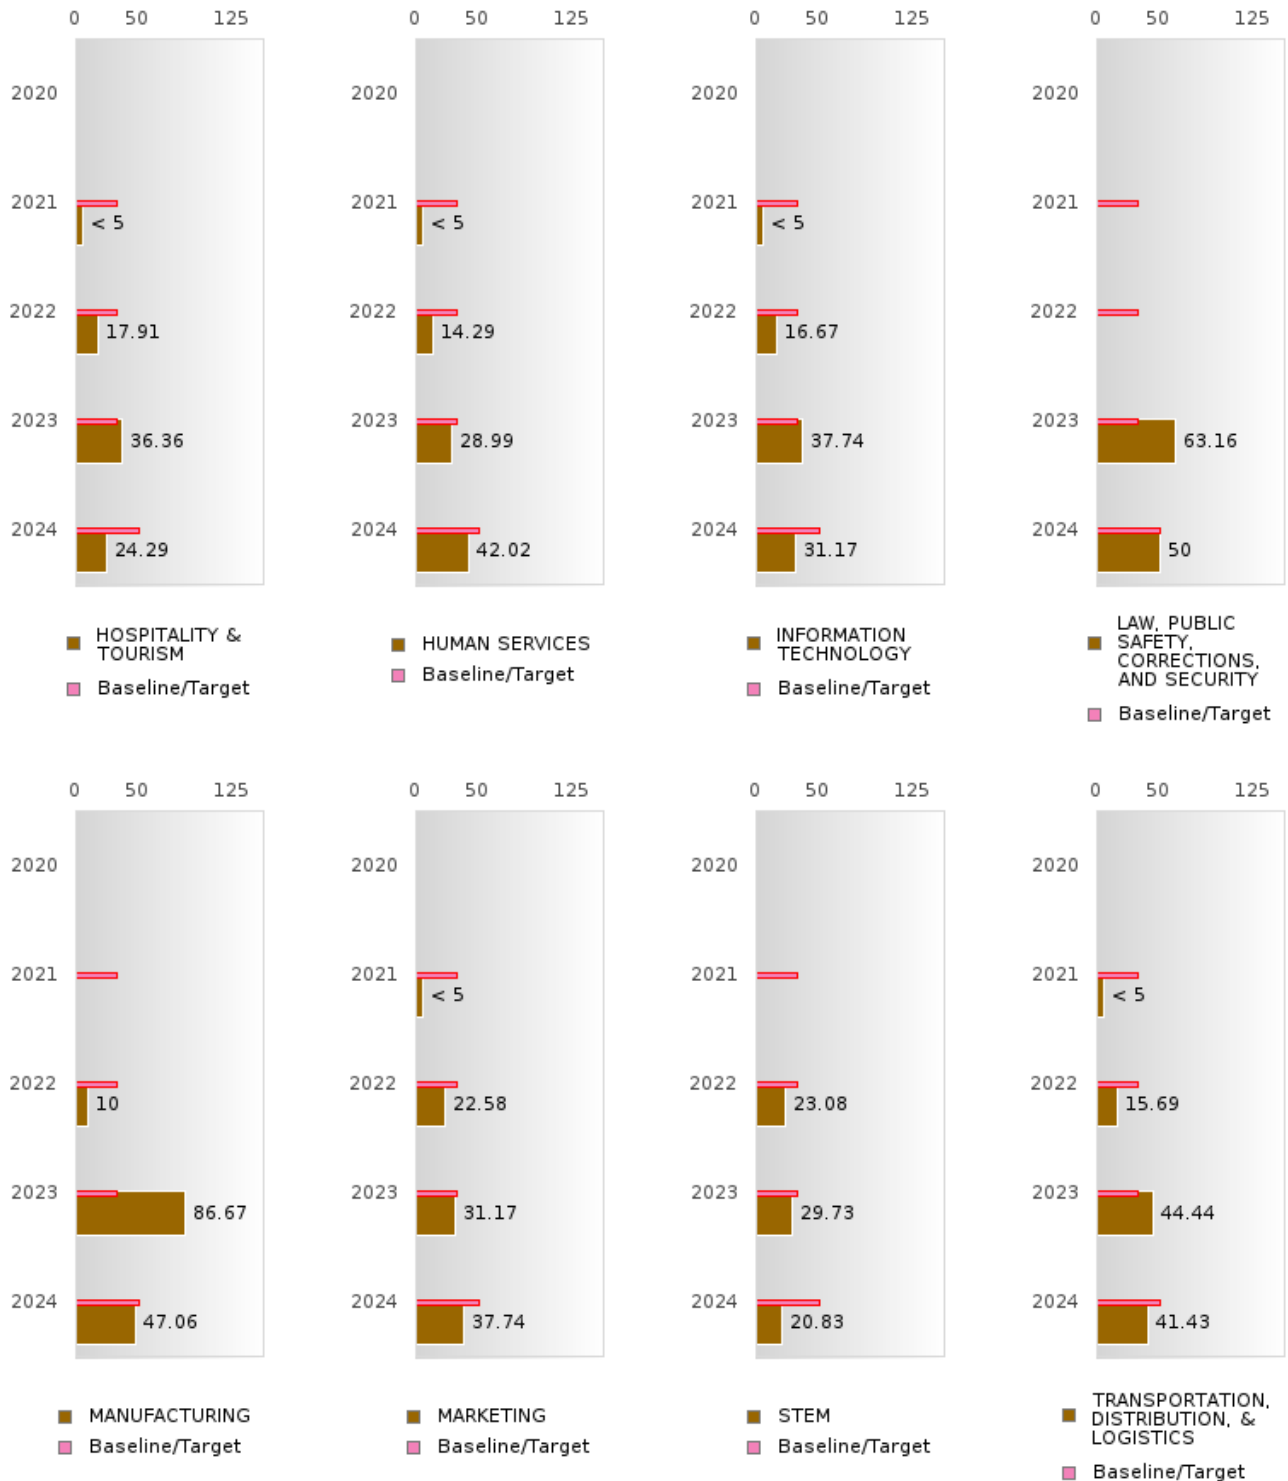 0 50 125
0 50 125
0 50 125
0 50 125
2020
2020
2020
2020
2021
< 5
2021
< 5
2021
< 5
2021
2022
17.91
2022
14.29
2022
16.67
2022
2023
36.36
2023
28.99
2023
37.74
2023
63.16
2024
24.29
2024
42.02
2024
31.17
2024
50
HOSPITALITY &
TOURISM
Baseline/Target
HUMAN SERVICES
Baseline/Target
INFORMATION
TECHNOLOGY
Baseline/Target
LAW, PUBLIC
SAFETY,
CORRECTIONS,
AND SECURITY
Baseline/Target
0 50 125
0 50 125
0 50 125
0 50 125
2020
2020
2020
2020
2021
2021
< 5
2021
2021
< 5
2022
10
2022
22.58
2022
23.08
2022
15.69
2023
86.67
2023
31.17
2023
29.73
2023
44.44
2024
47.06
2024
37.74
2024
20.83
2024
41.43
MANUFACTURING
Baseline/Target
MARKETING
Baseline/Target
STEM
Baseline/Target
TRANSPORTATION,
DISTRIBUTION, &
LOGISTICS
Baseline/Target